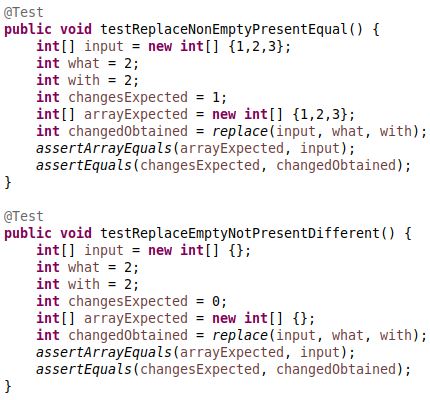 @Test
public void testReplaceNonEmptyPresentEqual() {
    int[] input = new int[] {1,2,3};
    int what = 2;
    int with = 2;
    int changesExpected = 1;
    int[] arrayExpected = new int[] {1,2,3};
    int changedObtained = replace(input, what, with);
    assertArrayEquals(arrayExpected, input);
    assertEquals(changesExpected, changedObtained);
}
@Test
public void testReplaceEmptyNotPresentDifferent() {
    int[] input = new int[] {};
    int what = 2;
    int with = 2;
    int changesExpected = 0;
    int[] arrayExpected = new int[] {};
    int changedObtained = replace(input, what, with);
    assertArrayEquals(arrayExpected, input);
    assertEquals(changesExpected, changedObtained);
}